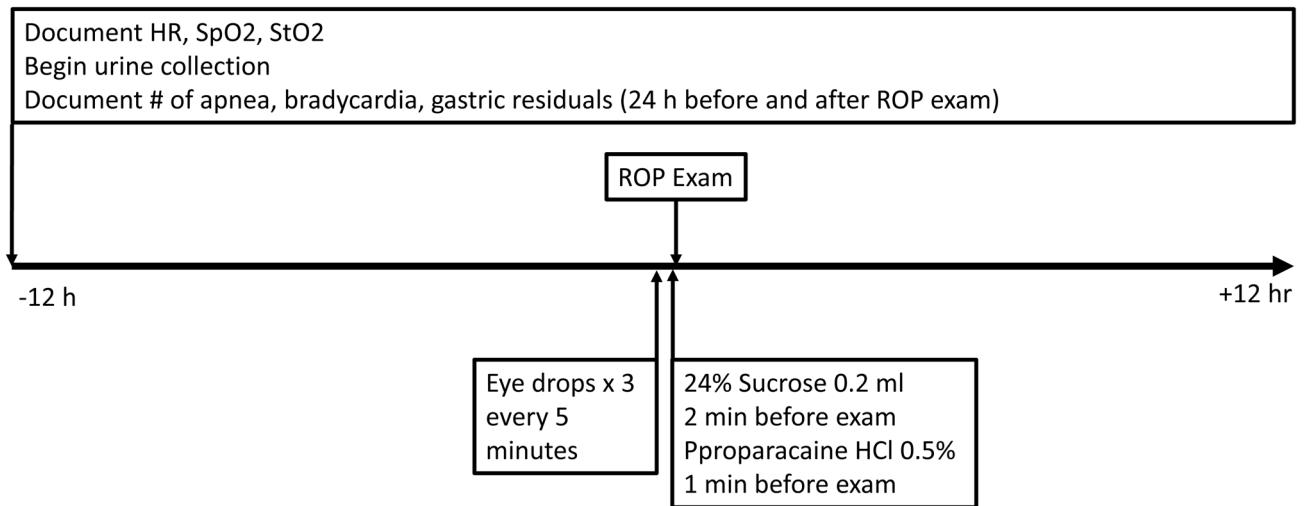 Document HR, SpO2, StO2
Begin urine collection
Document # of apnea, bradycardia, gastric residuals (24 h before and after ROP exam)
ROP Exam
-12 h
+12 hr
Eye drops x 3
every 5
minutes
24% Sucrose 0.2 ml
2 min before exam
Pproparacaine HCl 0.5%
1 min before exam